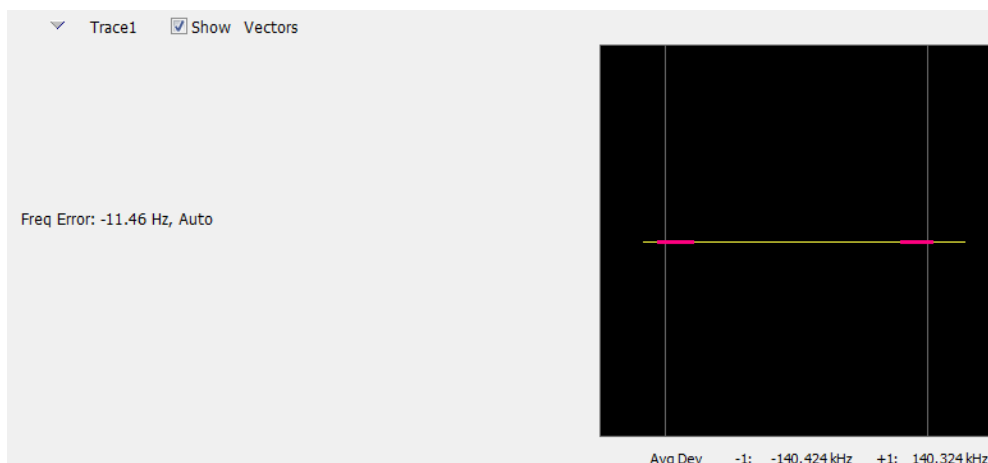 Trace1 Show Vectors
Freq Error: -11.46 Hz, Auto
Avg Dev -1: -140.424 kHz +1: 140.324 kHz